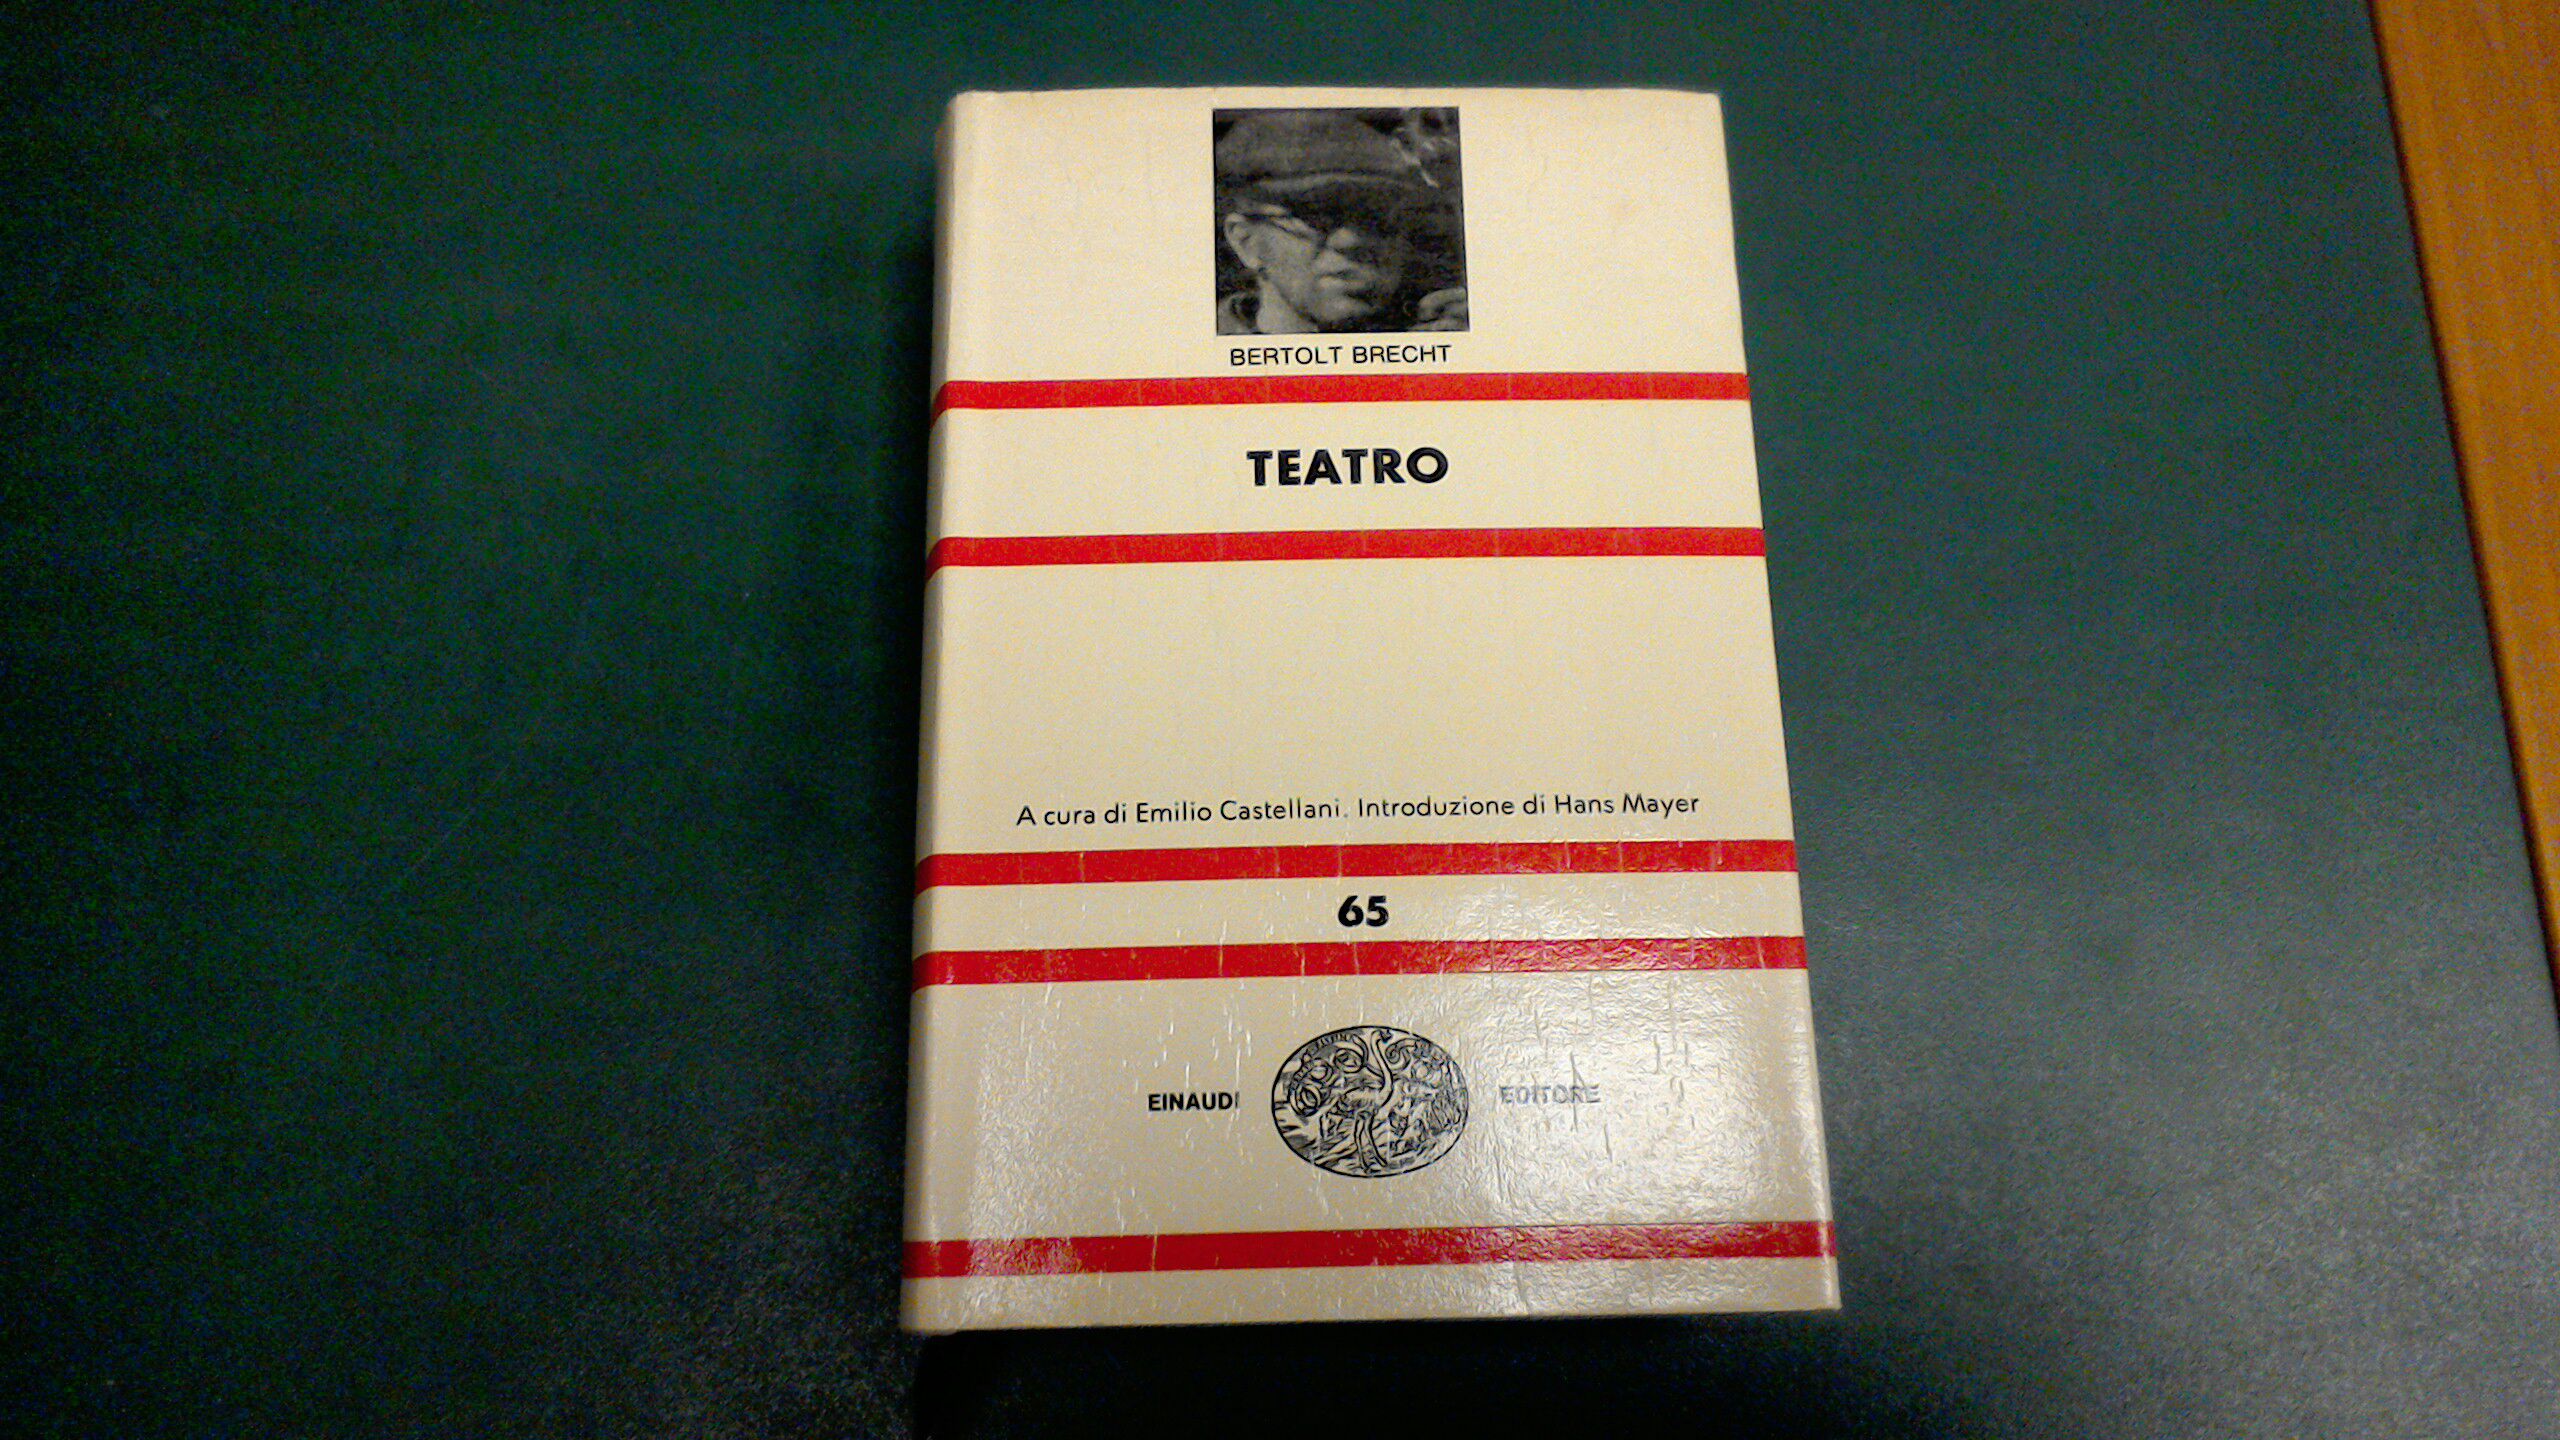 BERTOLT BRECHT
TEATRO
A cura di Emilio Castellani. Introduzione di Hans Mayer
65
EINAUDI EDITORE